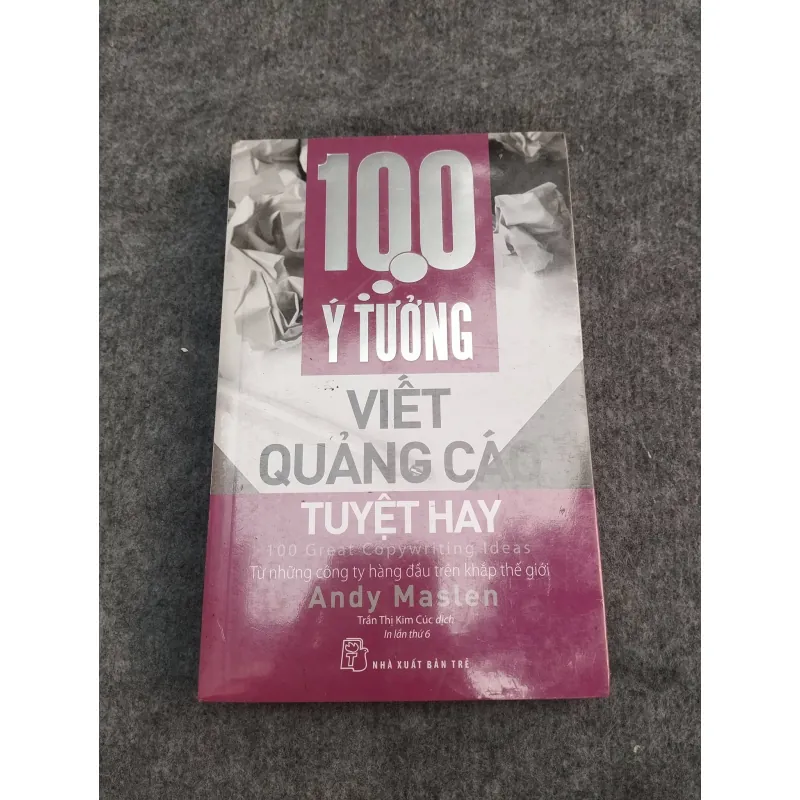 100
Ý TƯỞNG
VIẾT
QUẢNG CÁO
TUYỆT HAY
100 Great Copywriting Ideas
Từ những công ty hàng đầu trên khắp thế giới
Andy Maslen
Trần Thị Kim Cúc dịch
In lần thứ 6
NHÀ XUẤT BẢN TRẺ